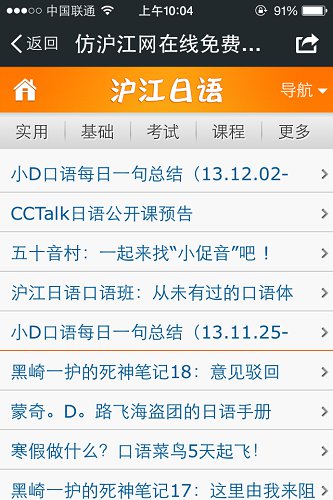 中国联通 上午10:04 91%
返回 仿沪江网在线免费...
沪江日语 导航
实用 基础 考试 课程 更多
小D口语每日一句总结（13.12.02-
CCTalk日语公开课预告
五十音村：一起来找“小促音”吧！
沪江日语口语班：从未有过的口语体
小D口语每日一句总结（13.11.25-
黑崎一护的死神笔记18：意见驳回
蒙奇。D。路飞海盗团的日语手册
寒假做什么？口语菜鸟5天起飞！
黑崎一护的死神笔记17：这里由我来阻